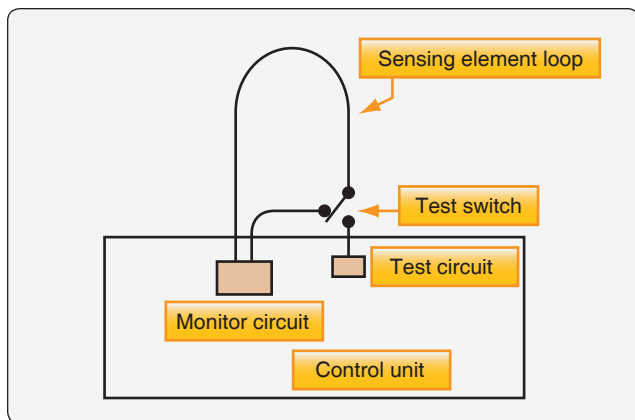 Sensing element loop
Test switch
Test circuit
Monitor circuit
Control unit